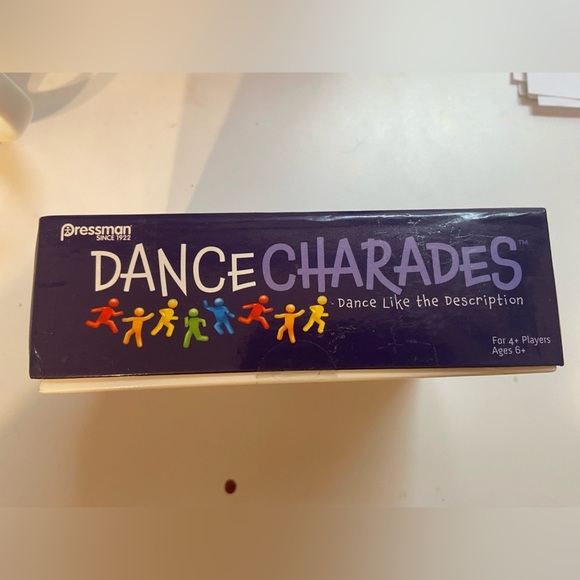 Pressman
SINCE 1922
DANCE CHARADES™
Dance Like the Description
For 4+ Players
Ages 6+